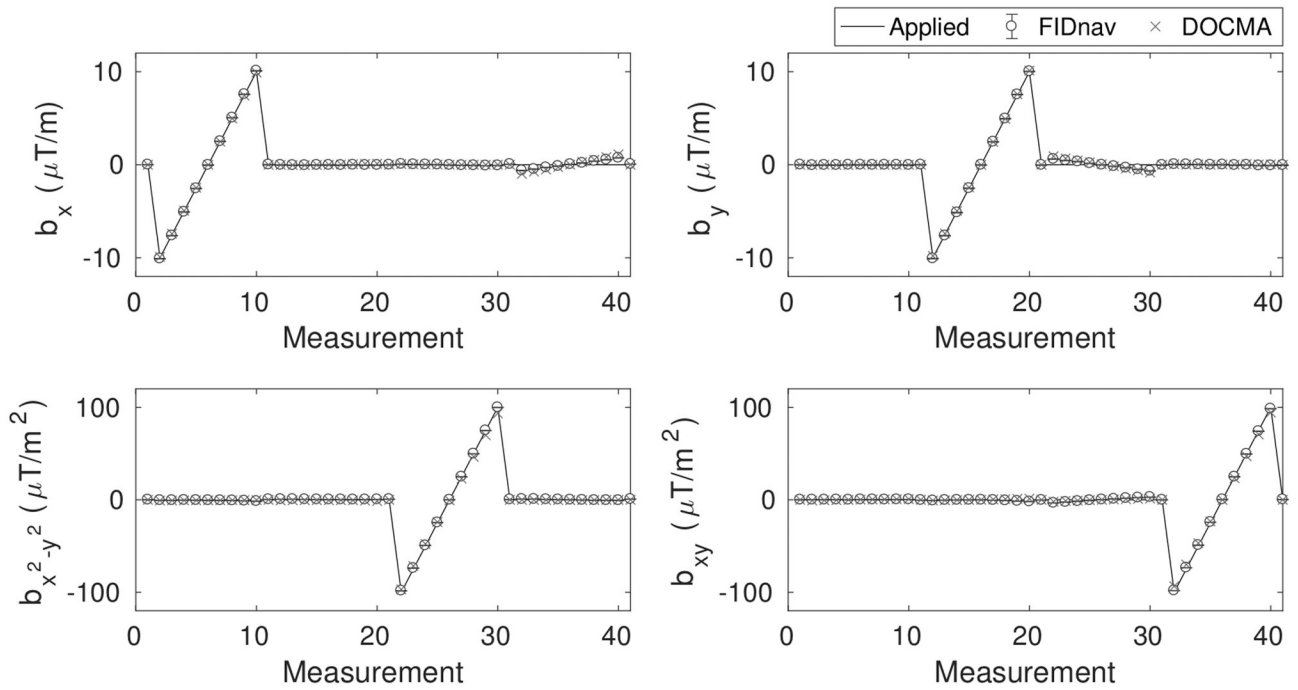 Applied FIDnav DOCMA
10
0
-10
b_x (μT/m)
0 10 20 30 40
Measurement
10
0
-10
b_y (μT/m)
0 10 20 30 40
Measurement
100
0
-100
b_x²-y² (μT/m²)
0 10 20 30 40
Measurement
100
0
-100
b_xy (μT/m²)
0 10 20 30 40
Measurement